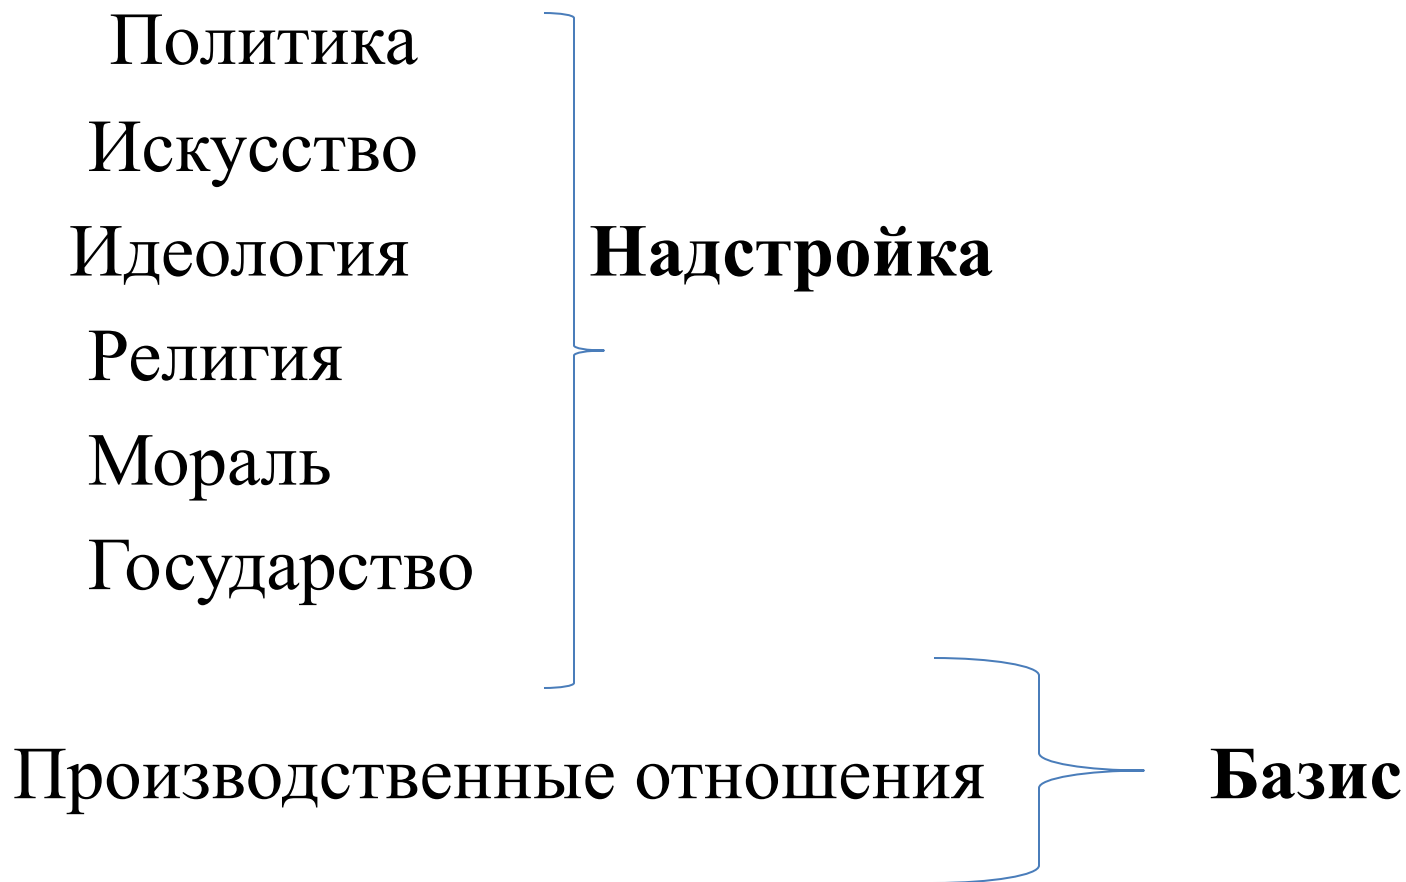 Политика
Искусство
Идеология Надстройка
Религия
Мораль
Государство
Производственные отношения Базис